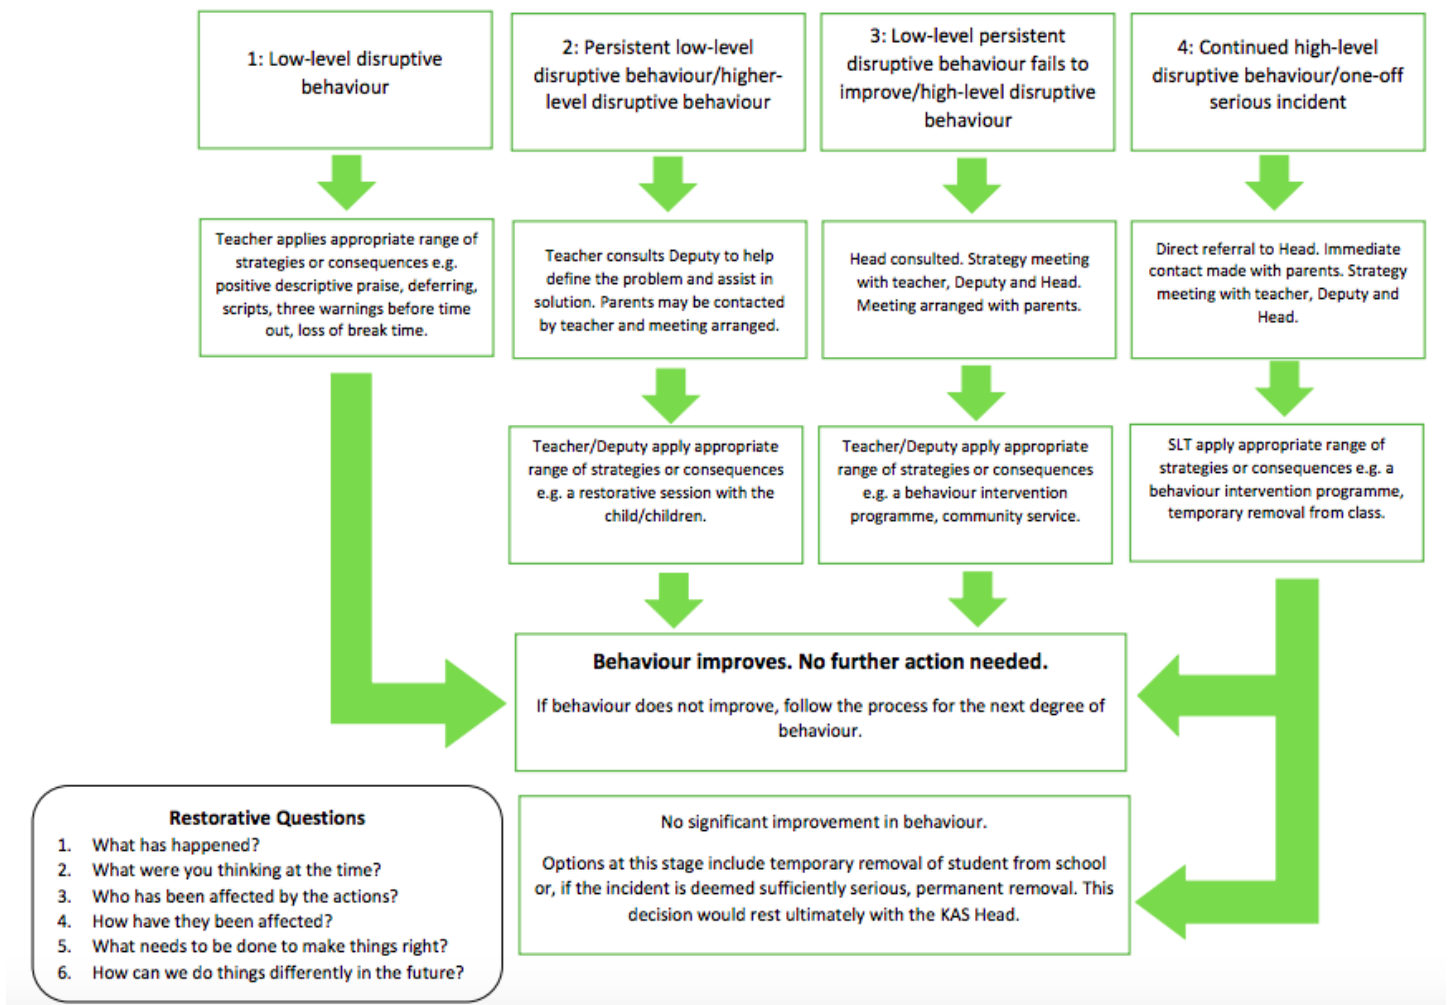 1: Low-level disruptive
behaviour
2: Persistent low-level
disruptive behaviour/higher-
level disruptive behaviour
3: Low-level persistent
disruptive behaviour fails to
improve/high-level disruptive
behaviour
4: Continued high-level
disruptive behaviour/one-off
serious incident
Teacher applies appropriate range of
strategies or consequences e.g.
positive descriptive praise, deferring,
scripts, three warnings before time
out, loss of break time.
Teacher consults Deputy to help
define the problem and assist in
solution. Parents may be contacted
by teacher and meeting arranged.
Head consulted. Strategy meeting
with teacher, Deputy and Head.
Meeting arranged with parents.
Direct referral to Head. Immediate
contact made with parents. Strategy
meeting with teacher, Deputy and
Head.
Teacher/Deputy apply appropriate
range of strategies or consequences
e.g. a restorative session with the
child/children.
Teacher/Deputy apply appropriate
range of strategies or consequences
e.g. a behaviour intervention
programme, community service.
SLT apply appropriate range of
strategies or consequences e.g. a
behaviour intervention programme,
temporary removal from class.
Behaviour improves. No further action needed.
If behaviour does not improve, follow the process for the next degree of
behaviour.
No significant improvement in behaviour.
Options at this stage include temporary removal of student from school
or, if the incident is deemed sufficiently serious, permanent removal. This
decision would rest ultimately with the KAS Head.
Restorative Questions
1. What has happened?
2. What were you thinking at the time?
3. Who has been affected by the actions?
4. How have they been affected?
5. What needs to be done to make things right?
6. How can we do things differently in the future?